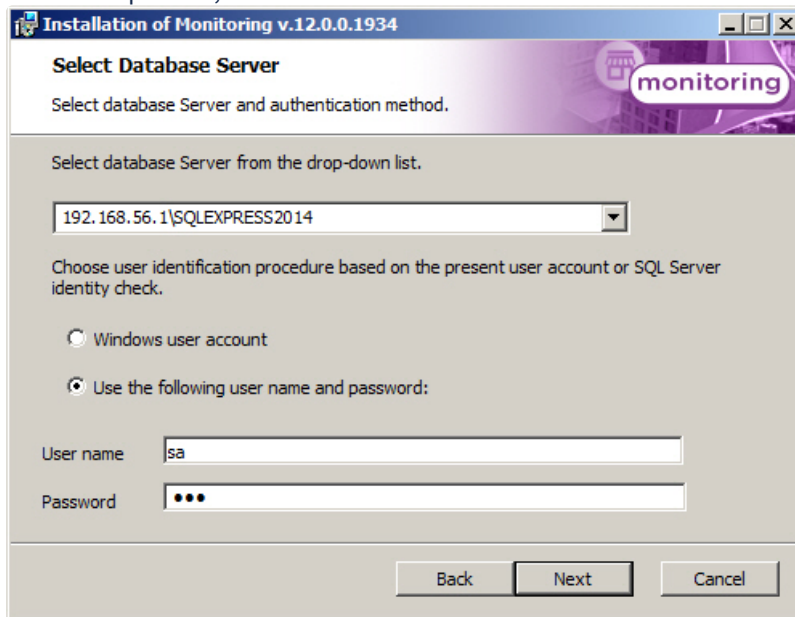 Installation of Monitoring v.12.0.0.1934
Select Database Server
Select database Server and authentication method.
monitoring
Select database Server from the drop-down list.
192.168.56.1\SQLEXPRESS2014
Choose user identification procedure based on the present user account or SQL Server
identity check.
Windows user account
Use the following user name and password:
User name
sa
Password
•••
Back
Next
Cancel